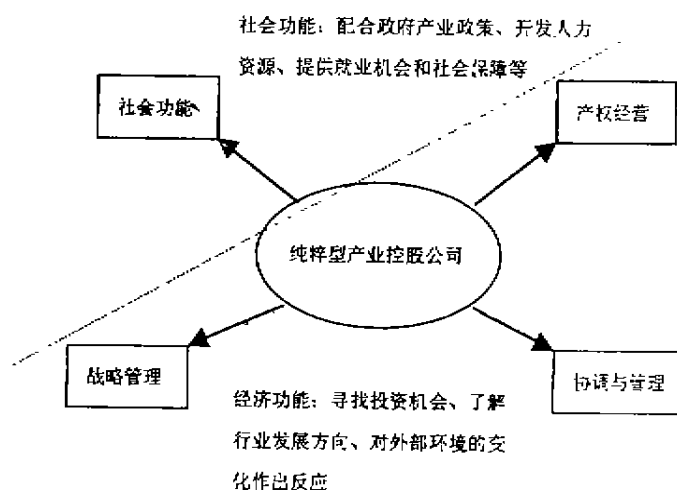 社会功能：配合政府产业政策、开发人力
资源、提供就业机会和社会保障等
社会功能
产权经营
纯粹型产业控股公司
战略管理
协调与管理
经济功能：寻找投资机会、了解
行业发展方向、对外部环境的变
化作出反应